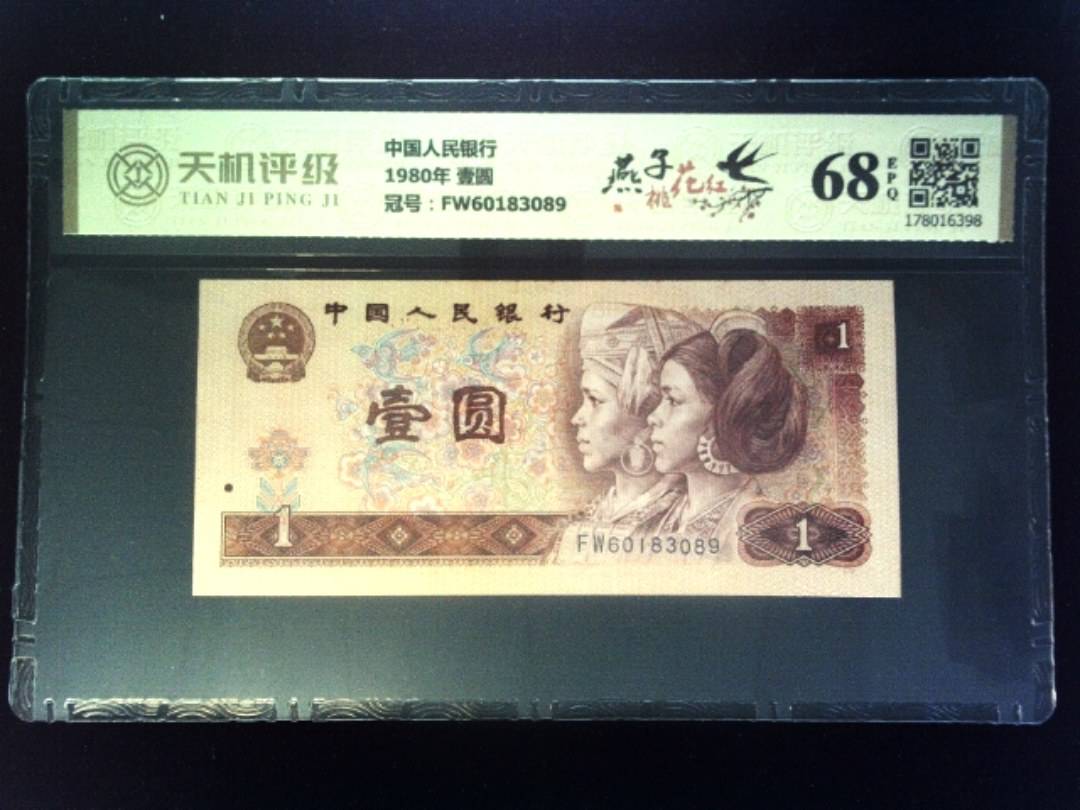 天机评级
TIAN JI PING JI
中国人民银行
1980年 壹圆
冠号：FW60183089
燕子
桃花红
68
EPQ
178016398
中国人民银行
1
壹圆
1
FW60183089
1